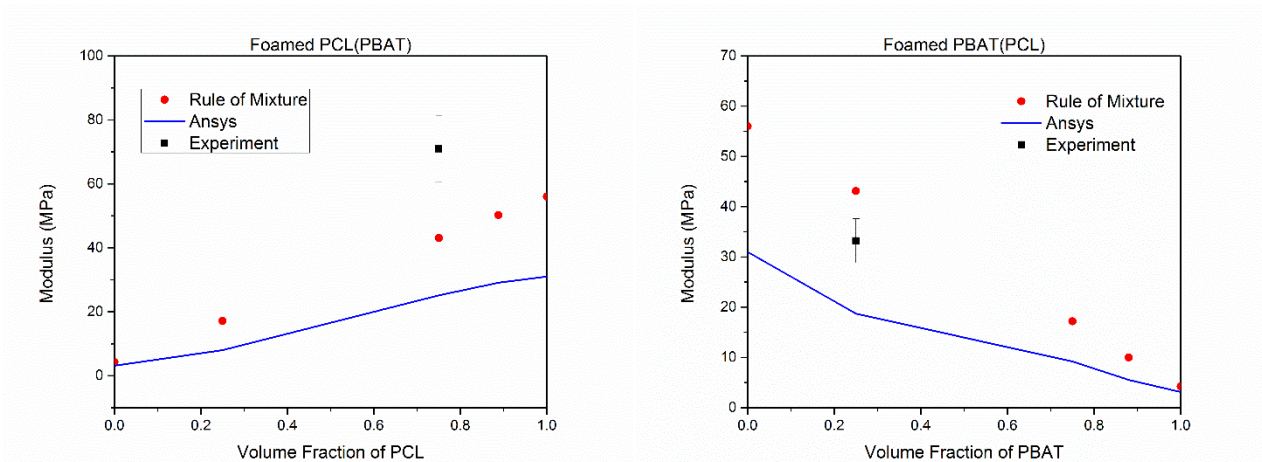 Foamed PCL(PBAT)
100
80
60
40
20
0
Modulus (MPa)
Rule of Mixture
Ansys
Experiment
0.0 0.2 0.4 0.6 0.8 1.0
Volume Fraction of PCL
Foamed PBAT(PCL)
70
60
50
40
30
20
10
0
Modulus (MPa)
Rule of Mixture
Ansys
Experiment
0.0 0.2 0.4 0.6 0.8 1.0
Volume Fraction of PBAT